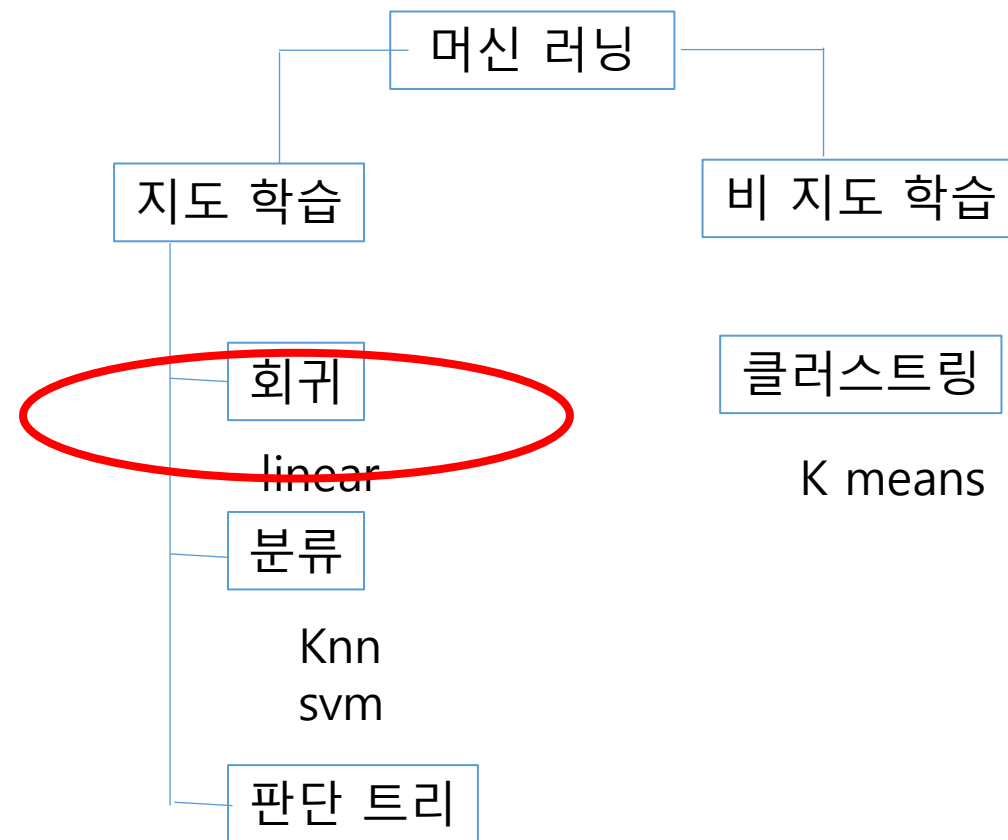 머신 러닝
지도 학습
비 지도 학습
회귀
클러스트링
linear
K means
분류
Knn
svm
판단 트리